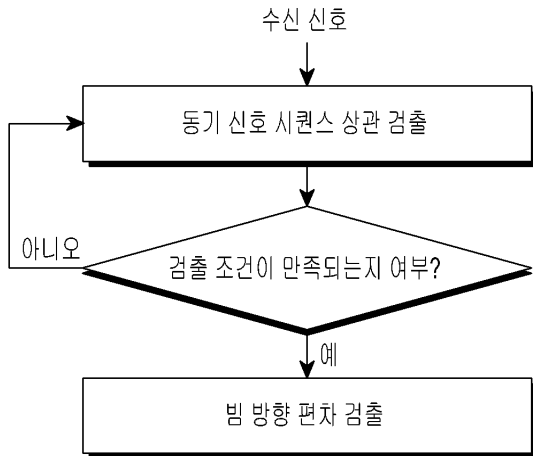 수신 신호
동기 신호 시퀀스 상관 검출
검출 조건이 만족되는지 여부?
아니오
예
빔 방향 편차 검출